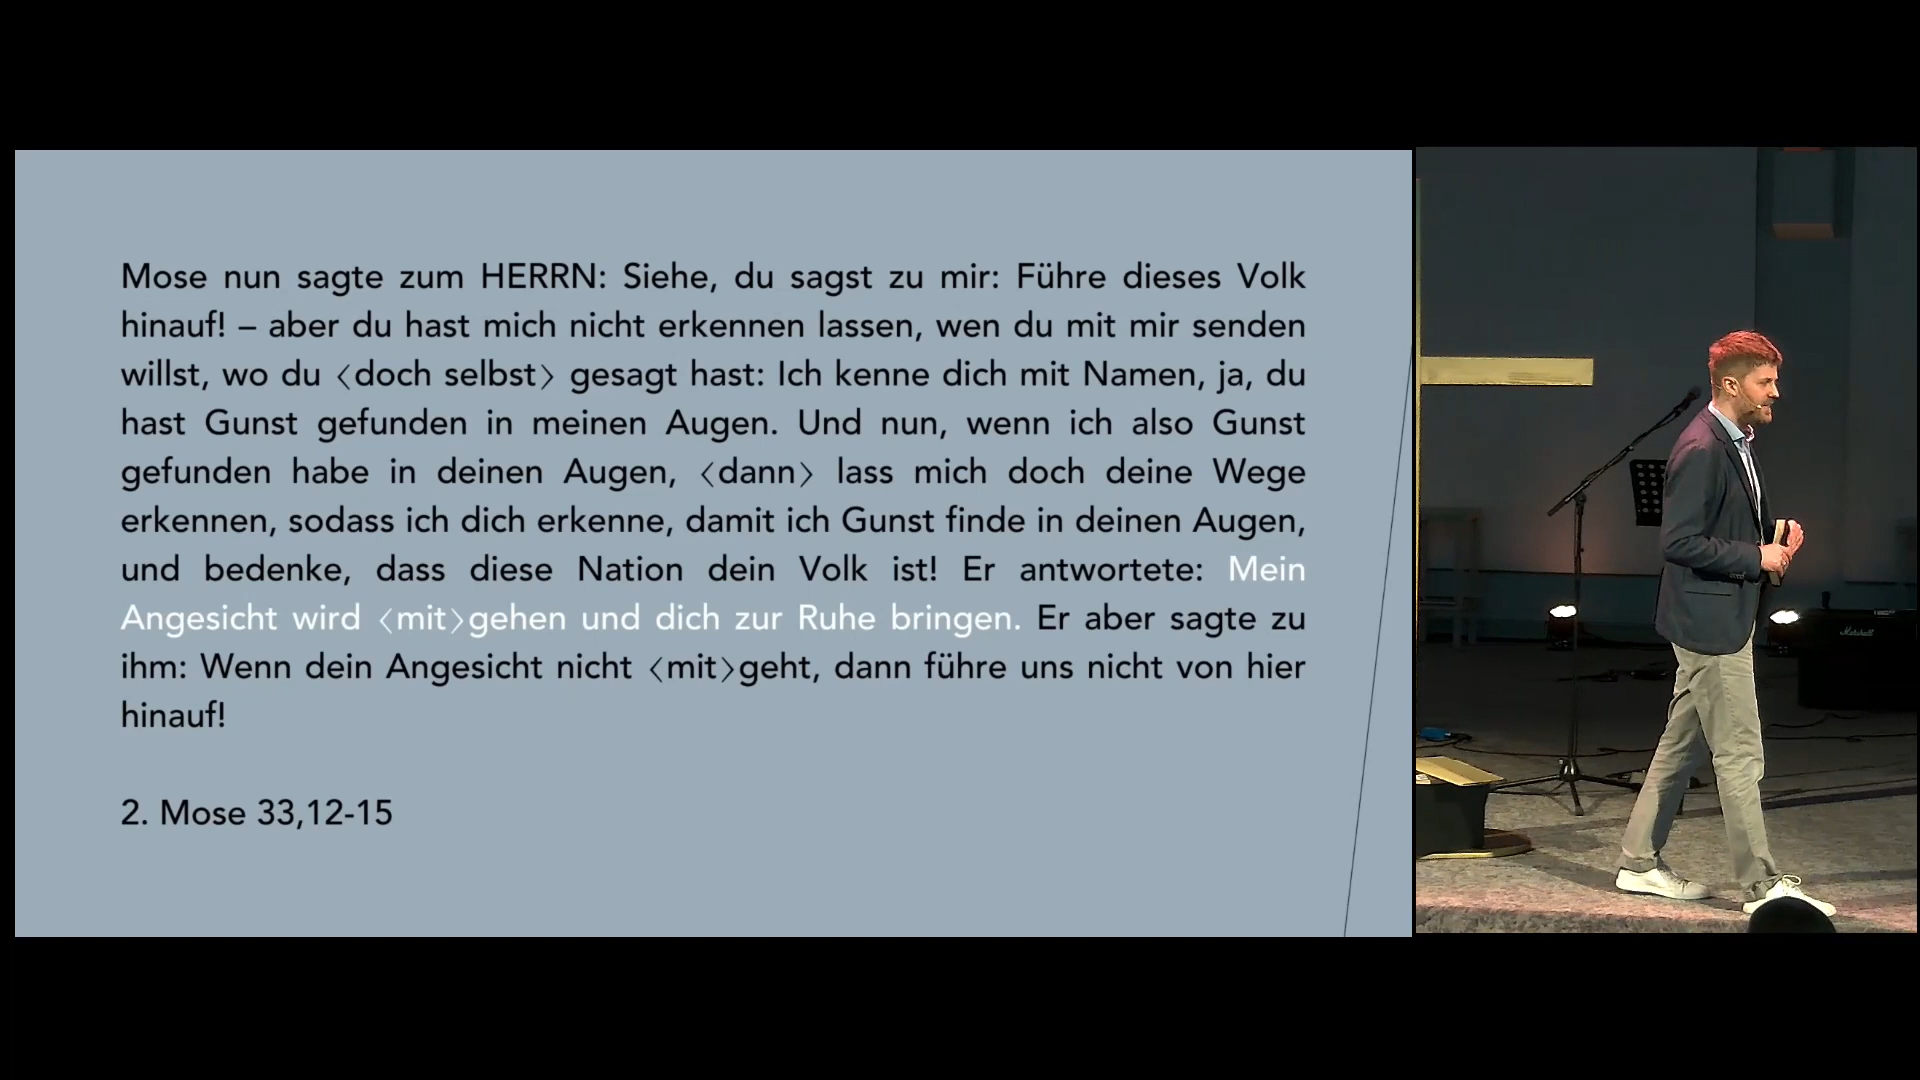 Mose nun sagte zum HERRN: Siehe, du sagst zu mir: Führe dieses Volk
hinauf! – aber du hast mich nicht erkennen lassen, wen du mit mir senden
willst, wo du 〈doch selbst〉 gesagt hast: Ich kenne dich mit Namen, ja, du
hast Gunst gefunden in meinen Augen. Und nun, wenn ich also Gunst
gefunden habe in deinen Augen, 〈dann〉 lass mich doch deine Wege
erkennen, sodass ich dich erkenne, damit ich Gunst finde in deinen Augen,
und bedenke, dass diese Nation dein Volk ist! Er antwortete: Mein
Angesicht wird 〈mit〉gehen und dich zur Ruhe bringen. Er aber sagte zu
ihm: Wenn dein Angesicht nicht 〈mit〉geht, dann führe uns nicht von hier
hinauf!
2. Mose 33,12-15
Marshall